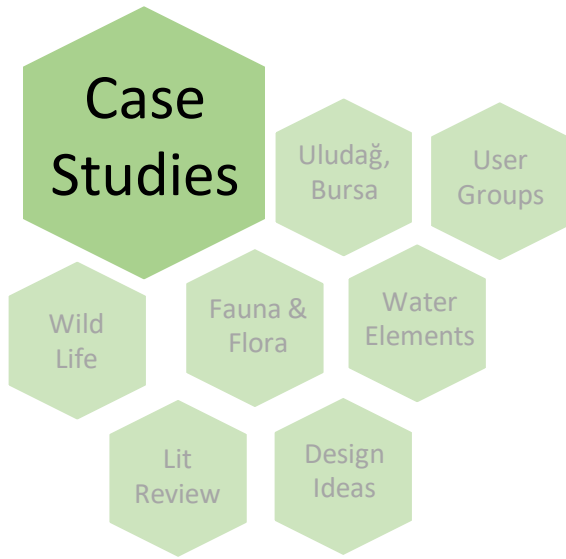 Case
Studies
Uludağ,
Bursa
User
Groups
Wild
Life
Fauna &
Flora
Water
Elements
Lit
Review
Design
Ideas